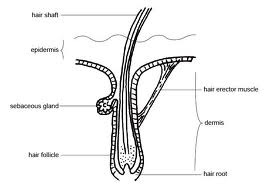 hair shaft
epidermis
hair erector muscle
sebaceous gland
dermis
hair follicle
hair root